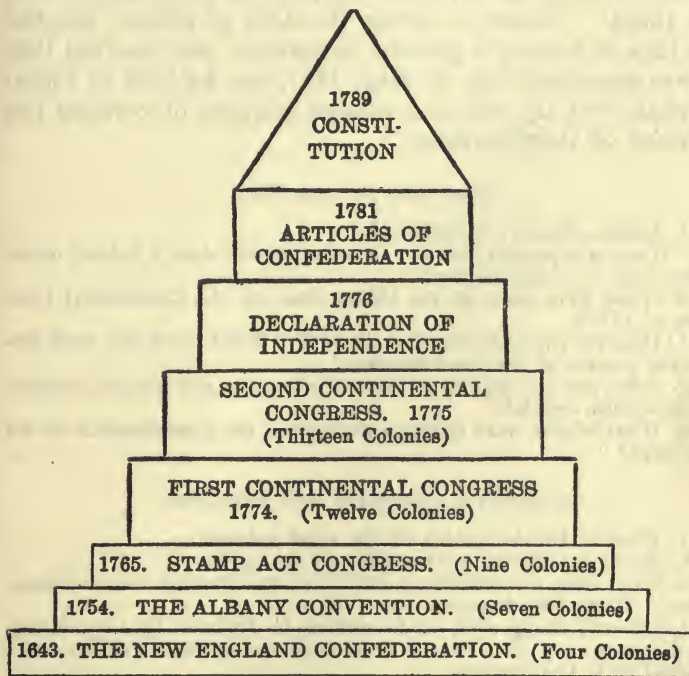 1789
CONSTI-
TUTION
1781
ARTICLES OF
CONFEDERATION
1776
DECLARATION OF
INDEPENDENCE
SECOND CONTINENTAL
CONGRESS. 1775
(Thirteen Colonies)
FIRST CONTINENTAL CONGRESS
1774. (Twelve Colonies)
1765. STAMP ACT CONGRESS. (Nine Colonies)
1754. THE ALBANY CONVENTION. (Seven Colonies)
1643. THE NEW ENGLAND CONFEDERATION. (Four Colonies)